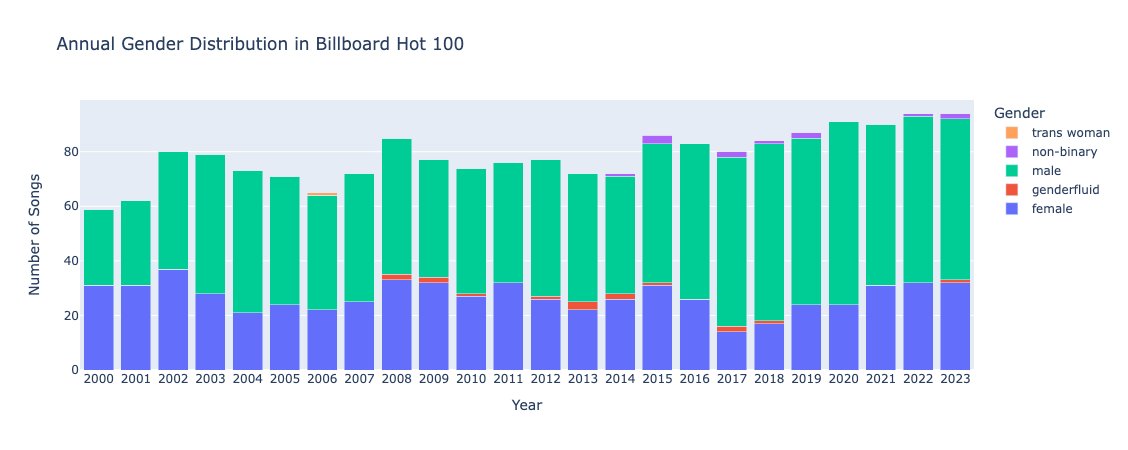 Annual Gender Distribution in Billboard Hot 100
Gender
trans woman
non-binary
male
genderfluid
female
Number of Songs
80
60
40
20
0
2000 2001 2002 2003 2004 2005 2006 2007 2008 2009 2010 2011 2012 2013 2014 2015 2016 2017 2018 2019 2020 2021 2022 2023
Year